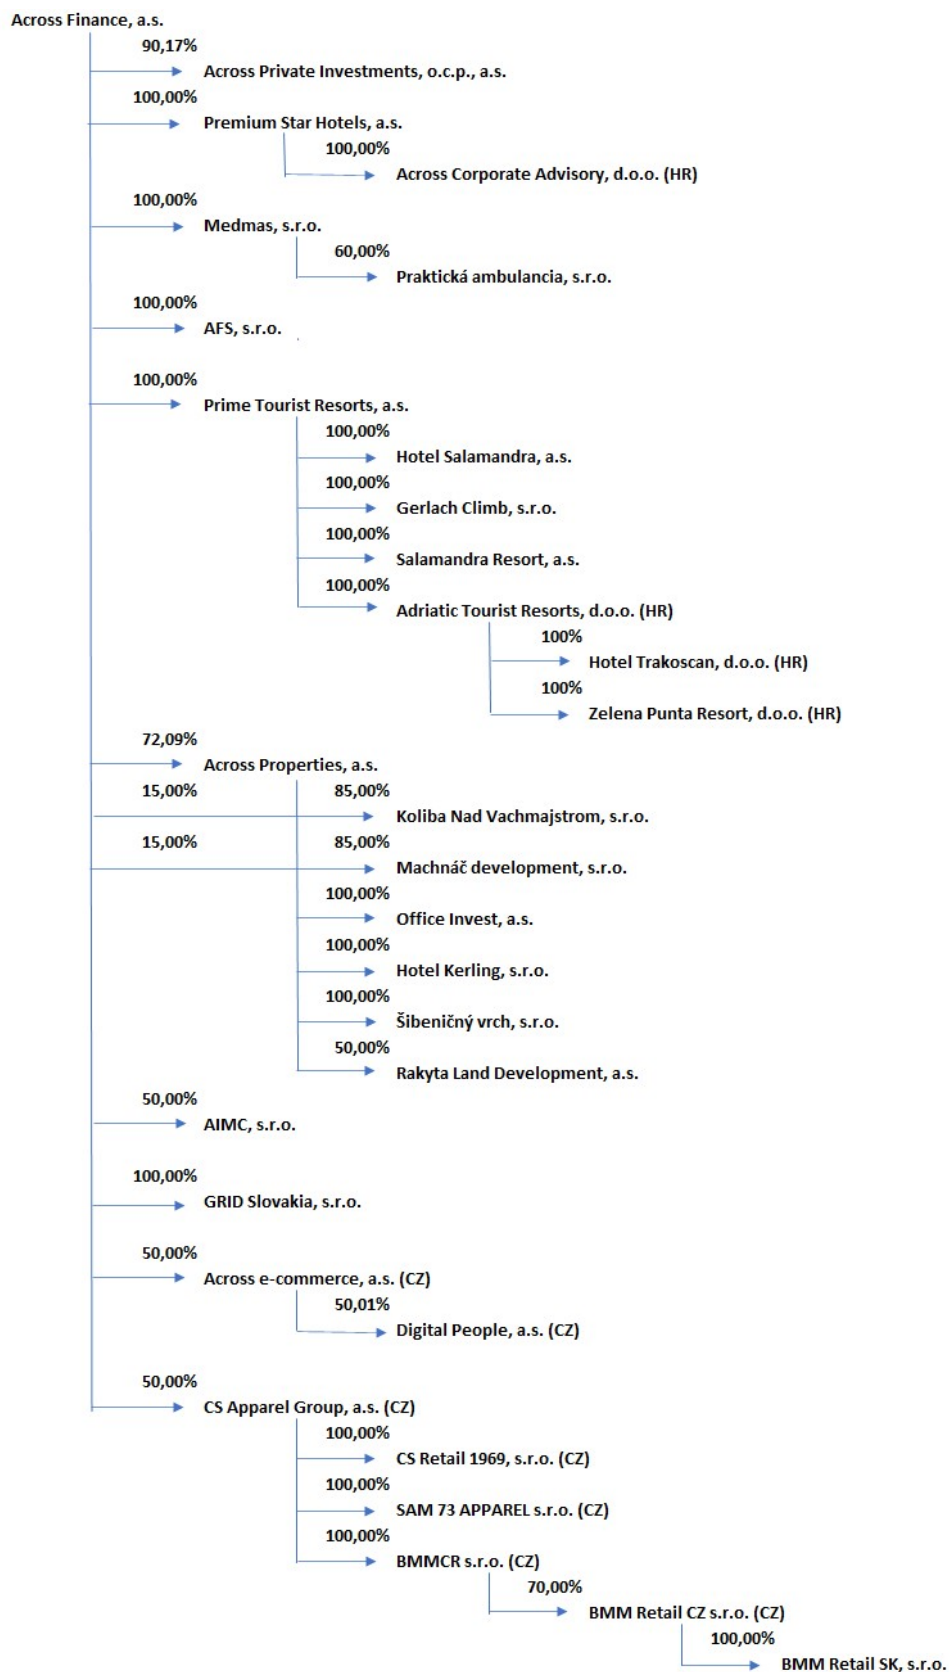 Across Finance, a.s.
90,17%
Across Private Investments, o.c.p., a.s.
100,00%
Premium Star Hotels, a.s.
100,00%
Across Corporate Advisory, d.o.o. (HR)
100,00%
Medmas, s.r.o.
60,00%
Praktická ambulancia, s.r.o.
100,00%
AFS, s.r.o.
100,00%
Prime Tourist Resorts, a.s.
100,00%
Hotel Salamandra, a.s.
100,00%
Gerlach Climb, s.r.o.
100,00%
Salamandra Resort, a.s.
100,00%
Adriatic Tourist Resorts, d.o.o. (HR)
100%
Hotel Trakoscan, d.o.o. (HR)
100%
Zelena Punta Resort, d.o.o. (HR)
72,09%
Across Properties, a.s.
15,00% 85,00%
Koliba Nad Vachmajstrom, s.r.o.
15,00% 85,00%
Machnáč development, s.r.o.
100,00%
Office Invest, a.s.
100,00%
Hotel Kerling, s.r.o.
100,00%
Šibeničný vrch, s.r.o.
50,00%
Rakyta Land Development, a.s.
50,00%
AIMC, s.r.o.
100,00%
GRID Slovakia, s.r.o.
50,00%
Across e-commerce, a.s. (CZ)
50,01%
Digital People, a.s. (CZ)
50,00%
CS Apparel Group, a.s. (CZ)
100,00%
CS Retail 1969, s.r.o. (CZ)
100,00%
SAM 73 APPAREL s.r.o. (CZ)
100,00%
BMMCR s.r.o. (CZ)
70,00%
BMM Retail CZ s.r.o. (CZ)
100,00%
BMM Retail SK, s.r.o.